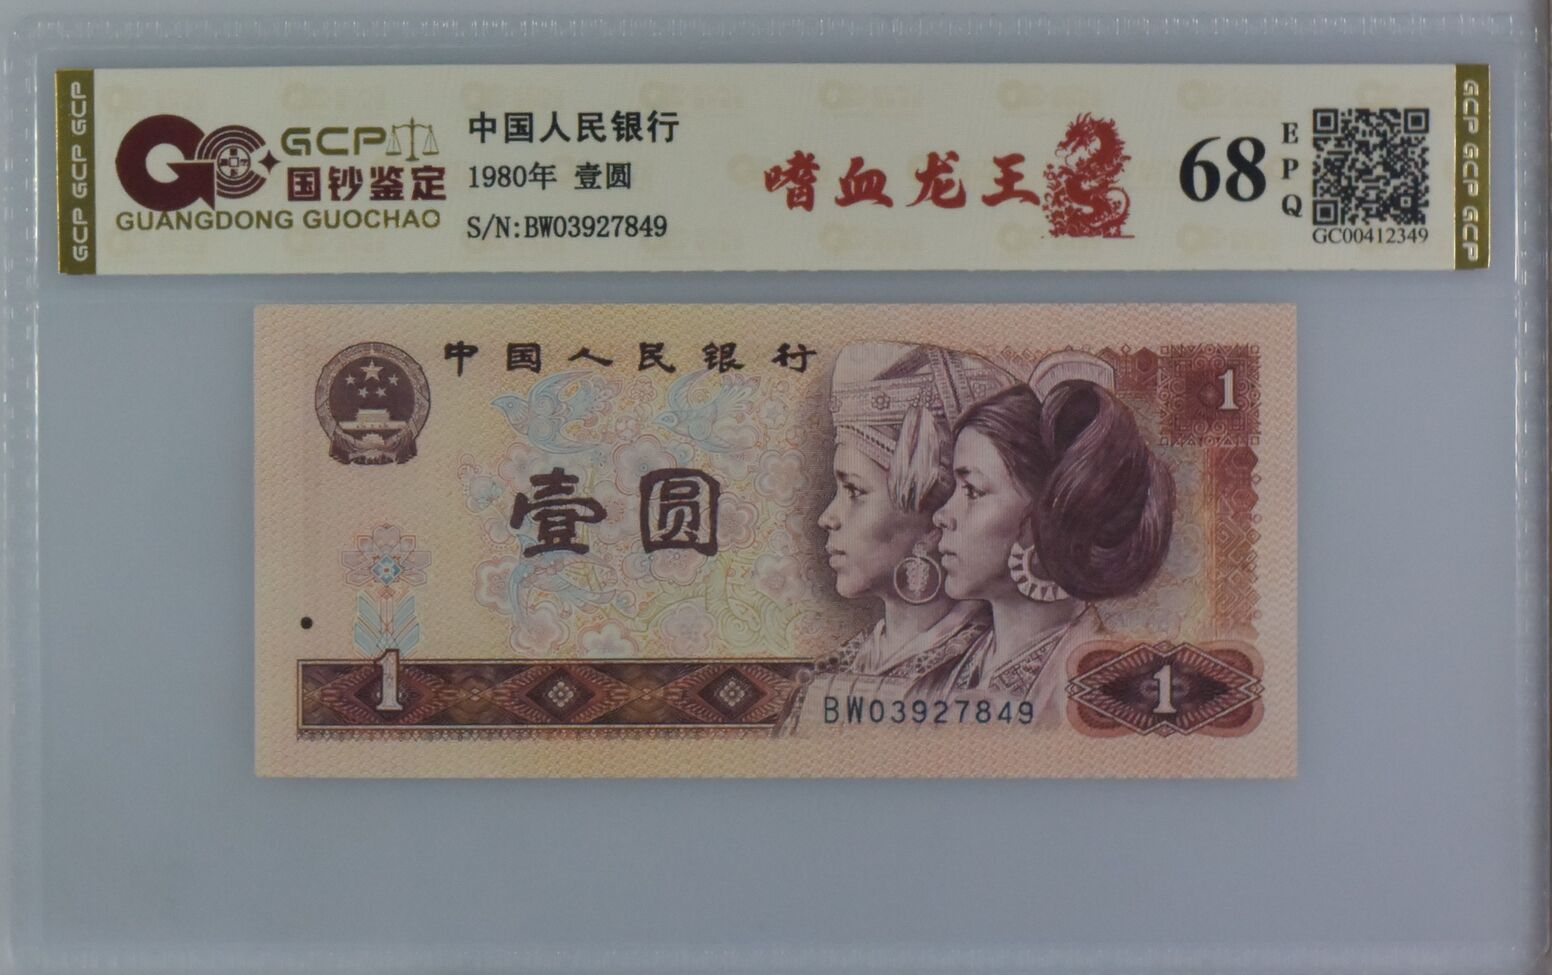 GCP GCP GCP
GCP
国钞鉴定
GUANGDONG GUOCHAO
中国人民银行
1980年 壹圆
S/N:BW03927849
嗜血龙王
68
EPQ
GC00412349
GCP GCP GCP
中国人民银行
1
壹圆
1
BW03927849
1